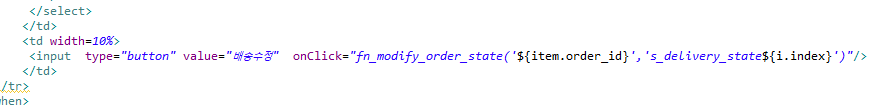 </select>
</td>
<td width=10%>
<input  type="button" value="배송수정"  onClick="fn_modify_order_state('${item.order_id}','s_delivery_state${i.index}')"/>
</td>
/tr>
when>